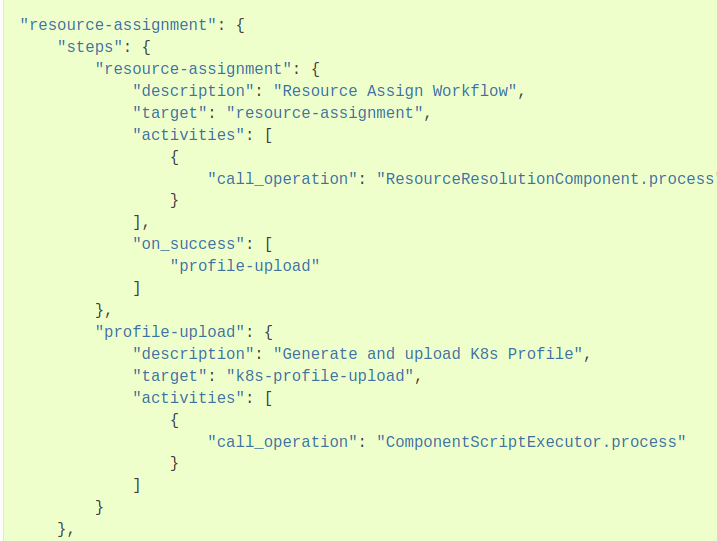 "resource-assignment": {
    "steps": {
        "resource-assignment": {
            "description": "Resource Assign Workflow",
            "target": "resource-assignment",
            "activities": [
                {
                    "call_operation": "ResourceResolutionComponent.process"
                }
            ],
            "on_success": [
                "profile-upload"
            ]
        },
        "profile-upload": {
            "description": "Generate and upload K8s Profile",
            "target": "k8s-profile-upload",
            "activities": [
                {
                    "call_operation": "ComponentScriptExecutor.process"
                }
            ]
        }
    },